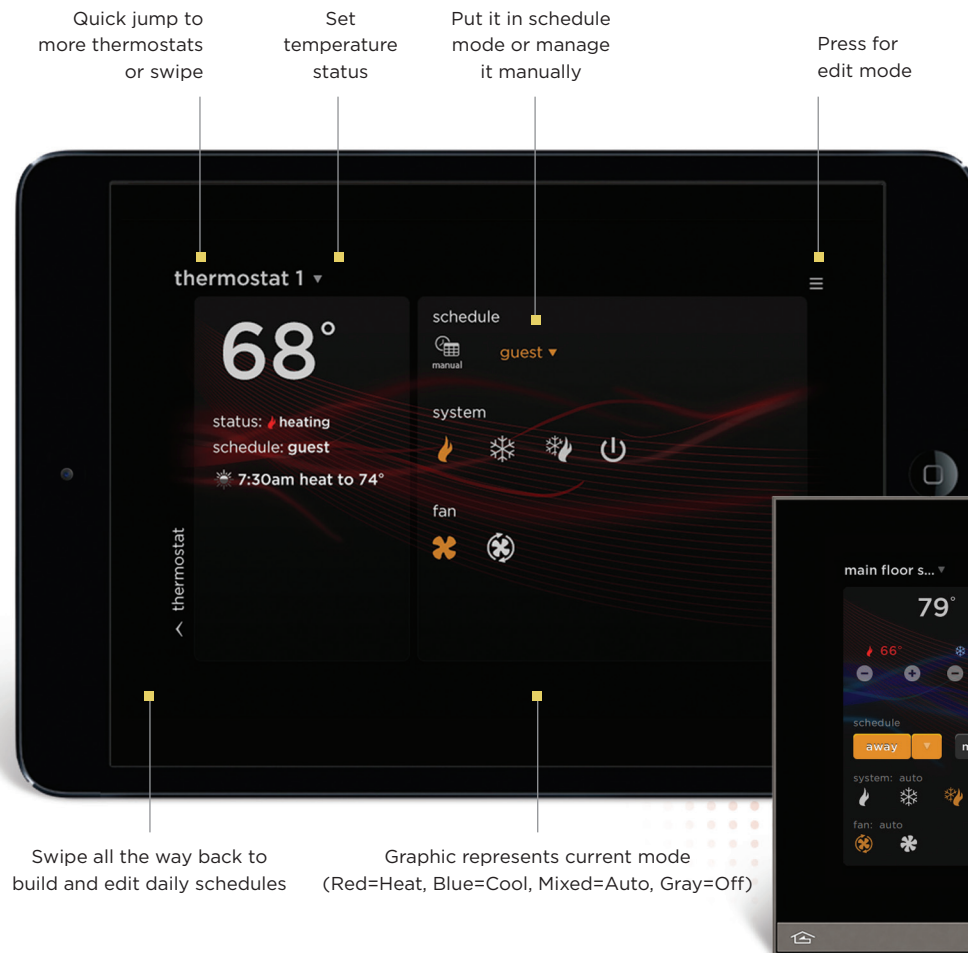 Quick jump to
more thermostats
or swipe
Set
temperature
status
Put it in schedule
mode or manage
it manually
Press for
edit mode
thermostat 1
68°
status: heating
schedule: guest
7:30am heat to 74°
thermostat
schedule
manual
guest
system
fan
main floor s...
79°
66°
schedule
away
system: auto
fan: auto
Swipe all the way back to
build and edit daily schedules
Graphic represents current mode
(Red=Heat, Blue=Cool, Mixed=Auto, Gray=Off)